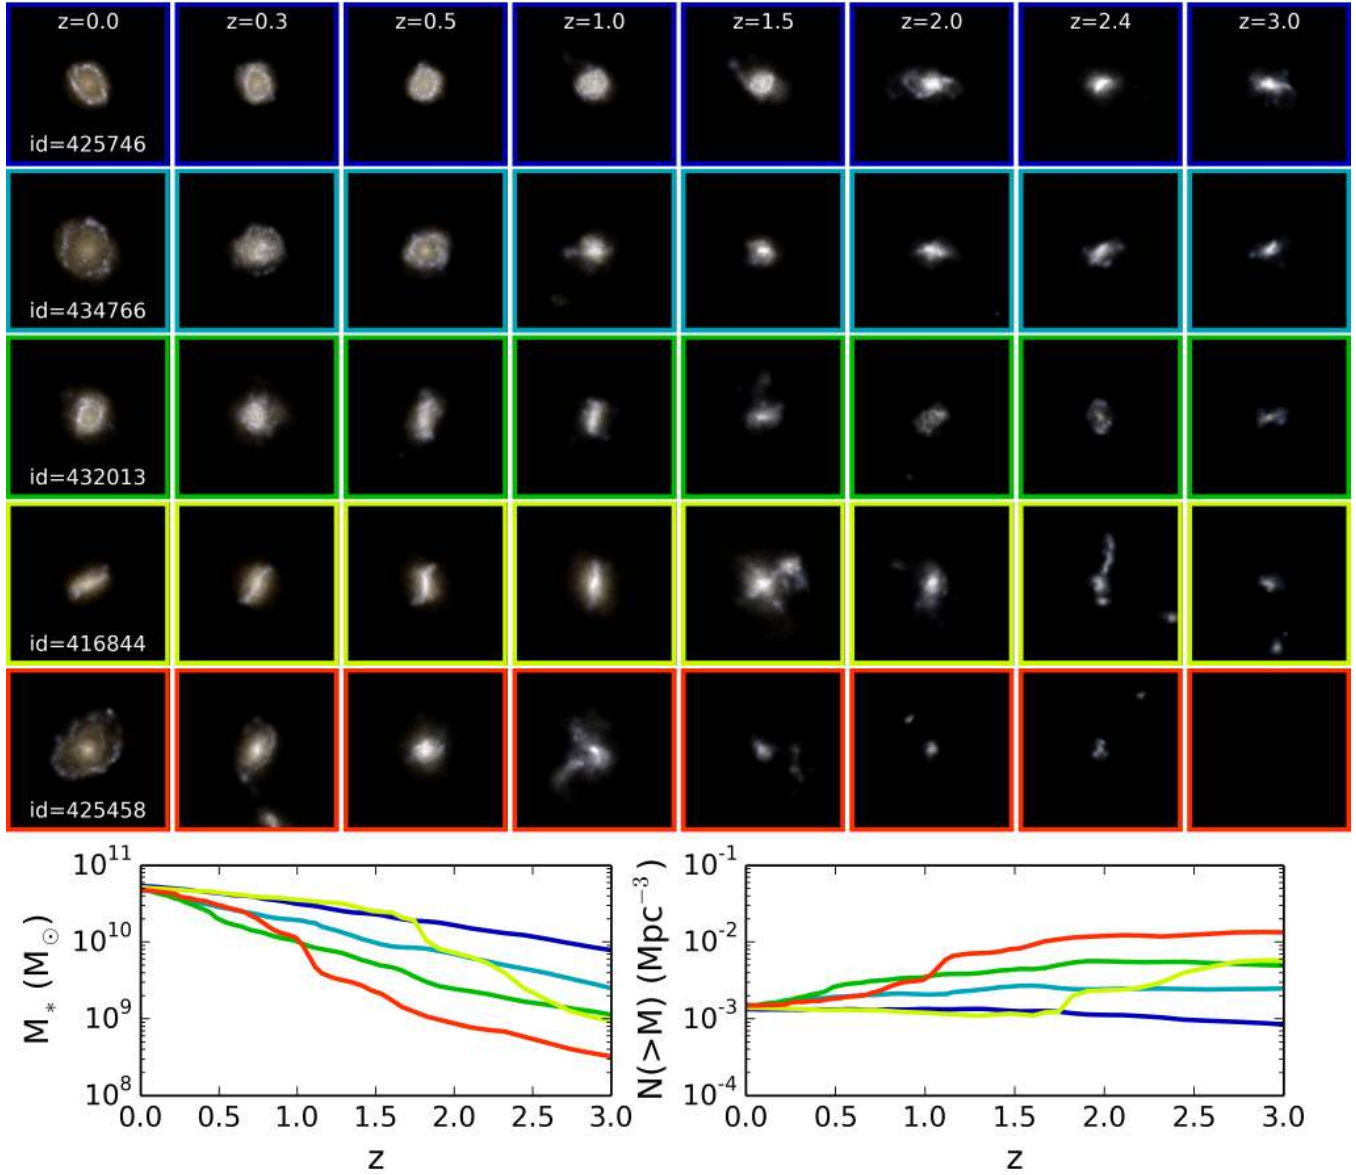 z=0.0 z=0.3 z=0.5 z=1.0 z=1.5 z=2.0 z=2.4 z=3.0
id=425746
id=434766
id=432013
id=416844
id=425458
10^11
10^10
10^9
10^8
M_* (M_⊙)
0.0 0.5 1.0 1.5 2.0 2.5 3.0
z
10^-1
10^-2
10^-3
10^-4
N(>M) (Mpc^-3)
0.0 0.5 1.0 1.5 2.0 2.5 3.0
z